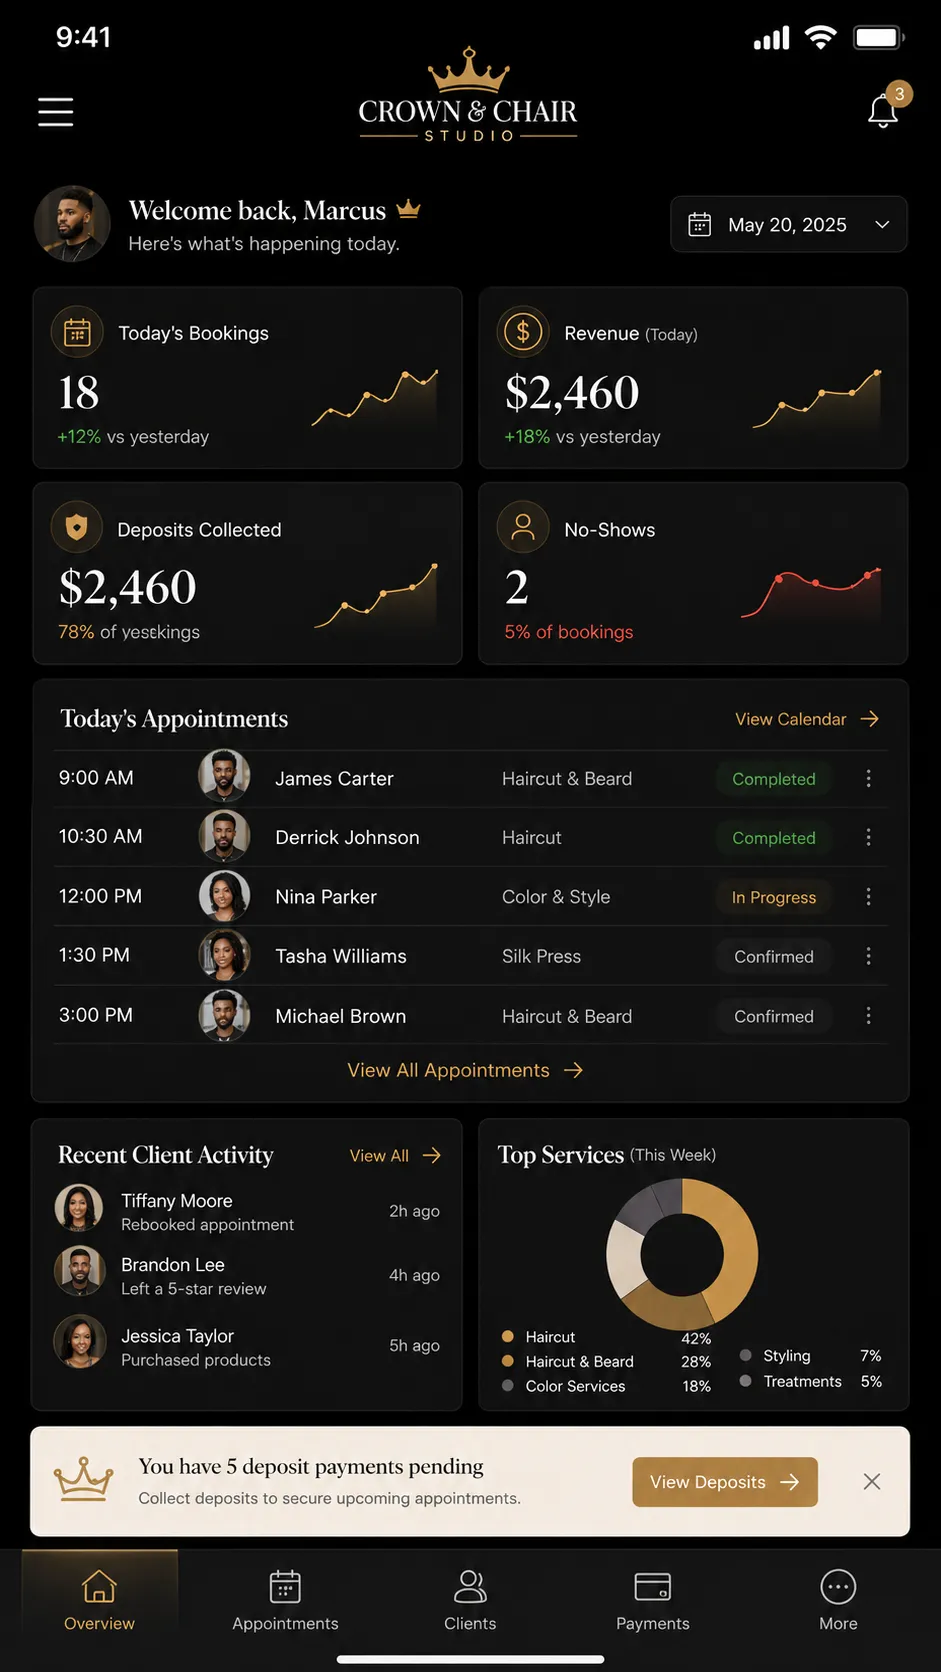 9:41
CROWN & CHAIR
STUDIO
3
Welcome back, Marcus
Here's what's happening today.
May 20, 2025
Today's Bookings
18
+12% vs yesterday
Revenue (Today)
$2,460
+18% vs yesterday
Deposits Collected
$2,460
78% of yestkings
No-Shows
2
5% of bookings
Today's Appointments
View Calendar →
9:00 AM James Carter Haircut & Beard Completed
10:30 AM Derrick Johnson Haircut Completed
12:00 PM Nina Parker Color & Style In Progress
1:30 PM Tasha Williams Silk Press Confirmed
3:00 PM Michael Brown Haircut & Beard Confirmed
View All Appointments →
Recent Client Activity
View All →
Tiffany Moore
Rebooked appointment
2h ago
Brandon Lee
Left a 5-star review
4h ago
Jessica Taylor
Purchased products
5h ago
Top Services (This Week)
Haircut 42%
Haircut & Beard 28%
Color Services 18%
Styling 7%
Treatments 5%
You have 5 deposit payments pending
Collect deposits to secure upcoming appointments.
View Deposits →
Overview
Appointments
Clients
Payments
More